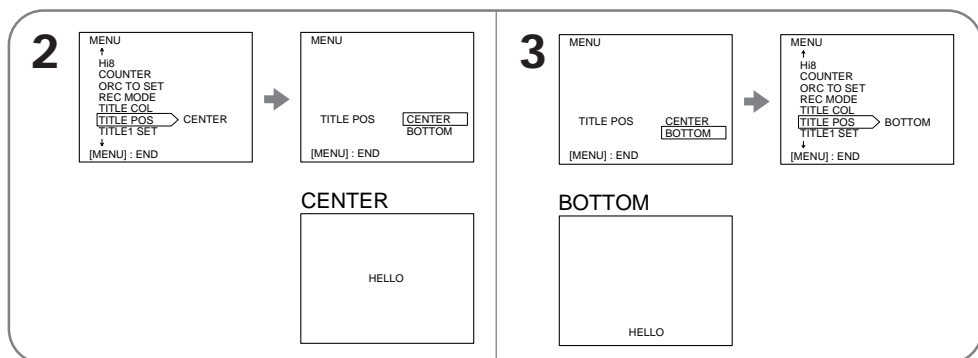 2
MENU
Hi8
COUNTER
ORC TO SET
REC MODE
TITLE COL
TITLE POS CENTER
TITLE1 SET
[MENU] : END
MENU
TITLE POS CENTER
BOTTOM
[MENU] : END
CENTER
HELLO
3
MENU
TITLE POS CENTER
BOTTOM
[MENU] : END
MENU
Hi8
COUNTER
ORC TO SET
REC MODE
TITLE COL
TITLE POS BOTTOM
TITLE1 SET
[MENU] : END
BOTTOM
HELLO